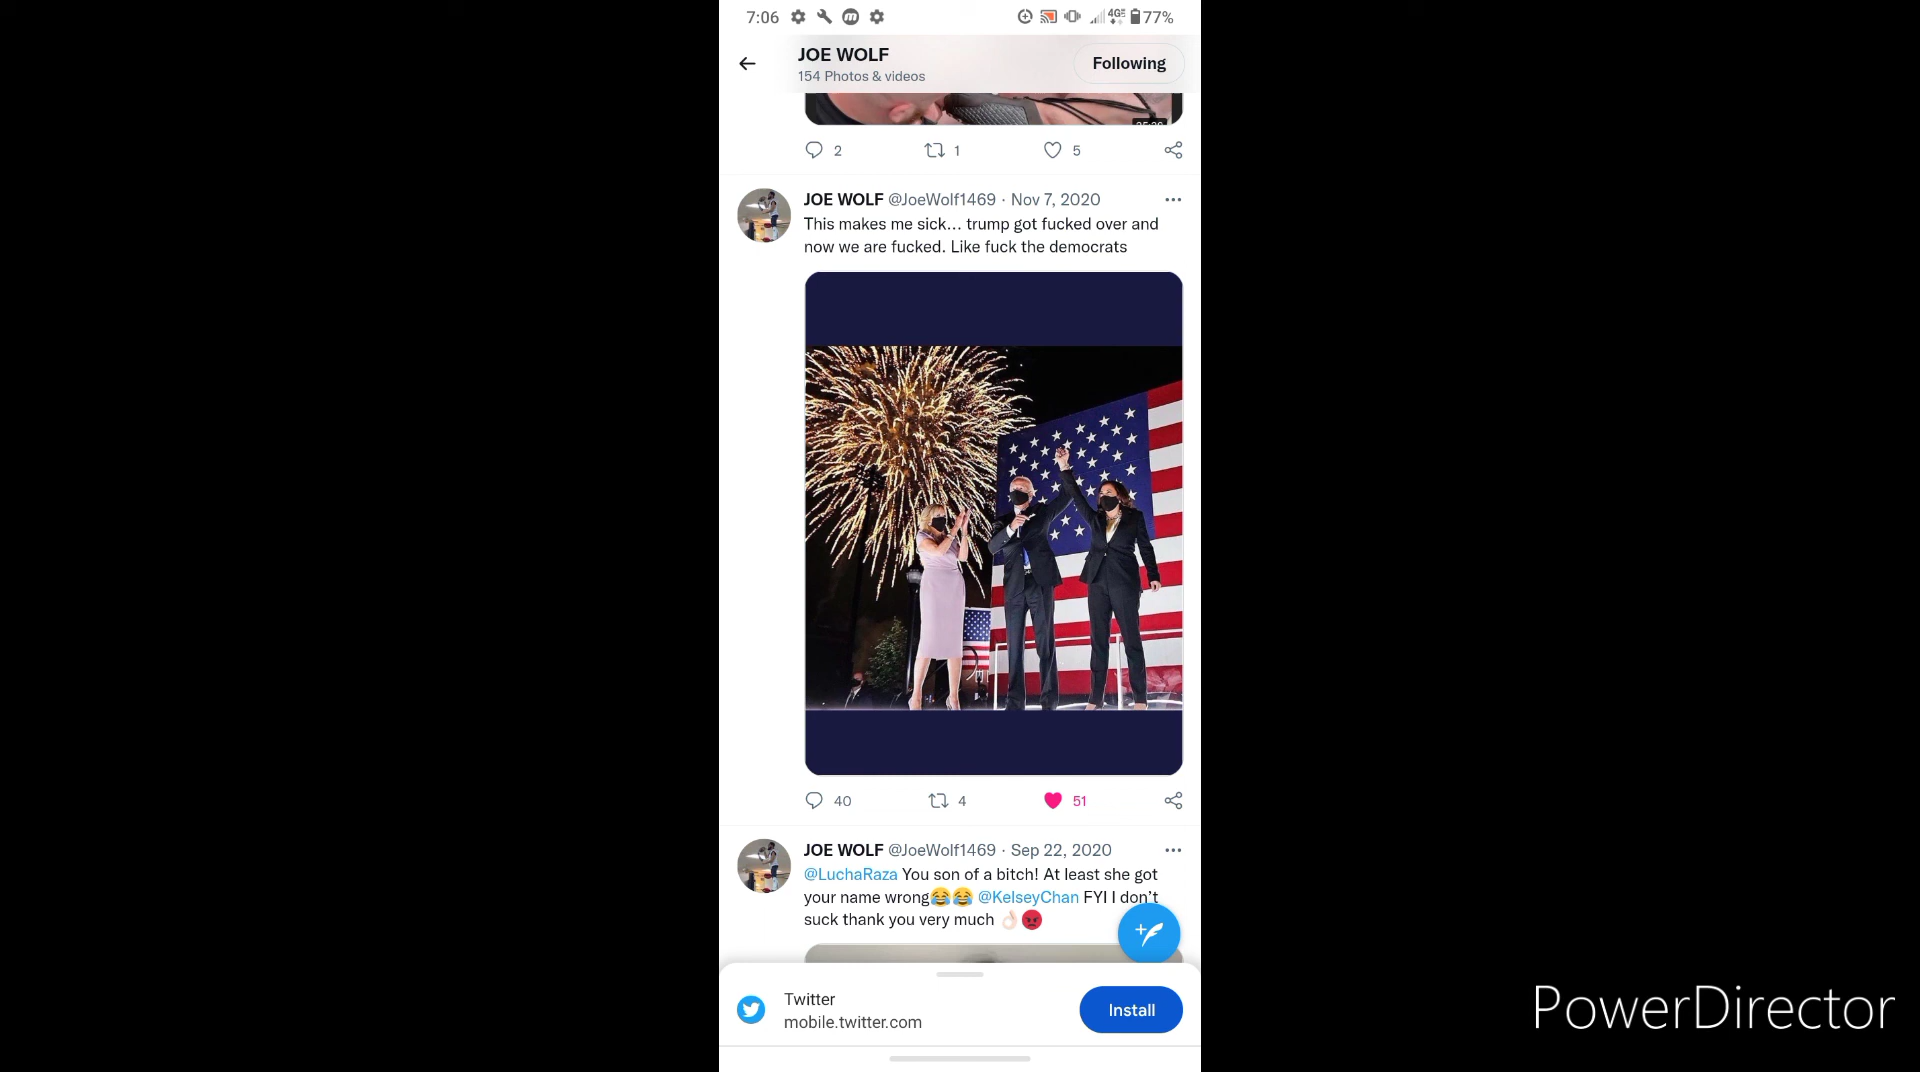 7:06
4GE
77%
JOE WOLF
154 Photos & videos
Following
2
1
5
JOE WOLF @JoeWolf1469 · Nov 7, 2020
This makes me sick... trump got fucked over and
now we are fucked. Like fuck the democrats
40
4
51
JOE WOLF @JoeWolf1469 · Sep 22, 2020
@LuchaRaza You son of a bitch! At least she got
your name wrong😂😂 @KelseyChan FYI I don't
suck thank you very much 👌🏻😡
Twitter
mobile.twitter.com
Install
PowerDirector